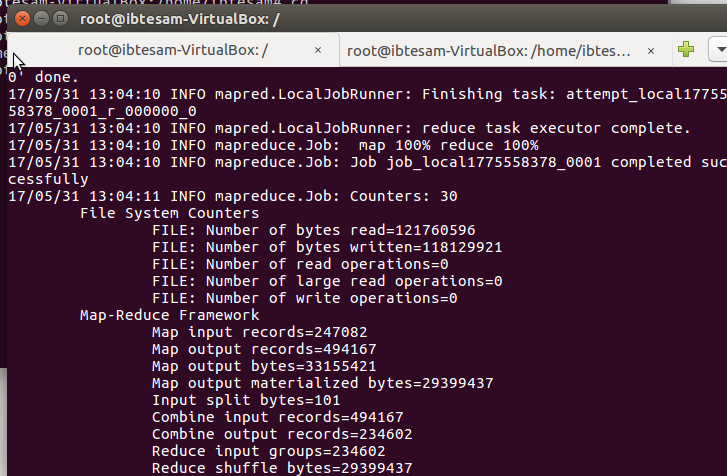 root@ibtesam-VirtualBox: /
root@ibtesam-VirtualBox: /
root@ibtesam-VirtualBox: /home/ibtes...
0' done.
17/05/31 13:04:10 INFO mapred.LocalJobRunner: Finishing task: attempt_local17755
58378_0001_r_000000_0
17/05/31 13:04:10 INFO mapred.LocalJobRunner: reduce task executor complete.
17/05/31 13:04:10 INFO mapreduce.Job:  map 100% reduce 100%
17/05/31 13:04:10 INFO mapreduce.Job: Job job_local1775558378_0001 completed suc
cessfully
17/05/31 13:04:11 INFO mapreduce.Job: Counters: 30
File System Counters
FILE: Number of bytes read=121760596
FILE: Number of bytes written=118129921
FILE: Number of read operations=0
FILE: Number of large read operations=0
FILE: Number of write operations=0
Map-Reduce Framework
Map input records=247082
Map output records=494167
Map output bytes=33155421
Map output materialized bytes=29399437
Input split bytes=101
Combine input records=494167
Combine output records=234602
Reduce input groups=234602
Reduce shuffle bytes=29399437